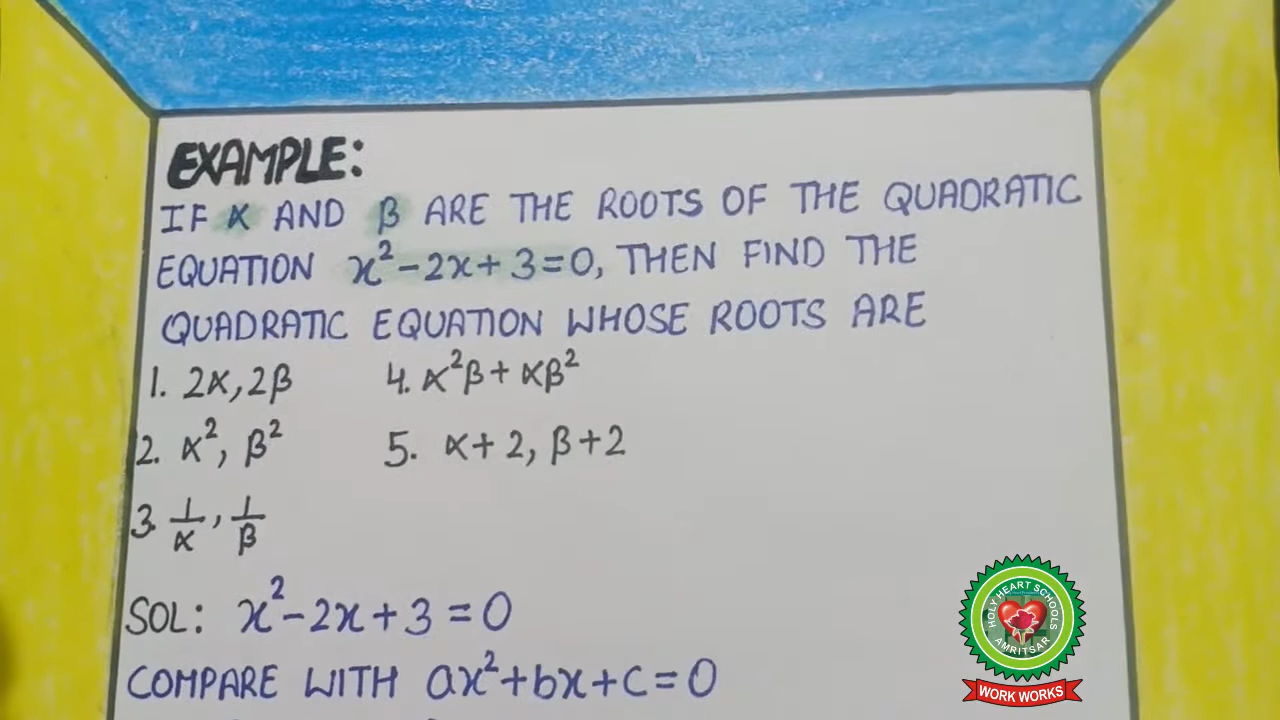 EXAMPLE:
IF α AND β ARE THE ROOTS OF THE QUADRATIC
EQUATION x²-2x+3=0, THEN FIND THE
QUADRATIC EQUATION WHOSE ROOTS ARE
1. 2α, 2β
2. α², β²
3. 1/α, 1/β
4. α²β + αβ²
5. α+2, β+2
SOL: x²-2x+3=0
COMPARE WITH ax²+bx+c=0
HOLY HEART SCHOOLS
AMRITSAR
WORK WORKS